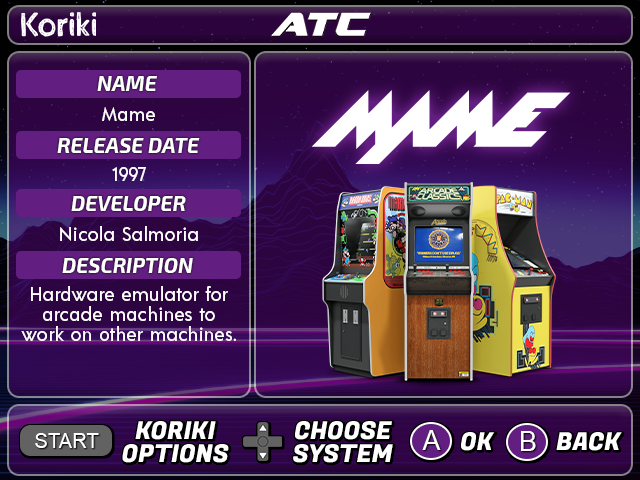 Koriki
ATC
NAME
Mame
RELEASE DATE
1997
DEVELOPER
Nicola Salmoria
DESCRIPTION
Hardware emulator for
arcade machines to
work on other machines.
MAME
ARCADE
CLASSICS
PAC-MAN
START
KORIKI
OPTIONS
CHOOSE
SYSTEM
A
OK
B
BACK